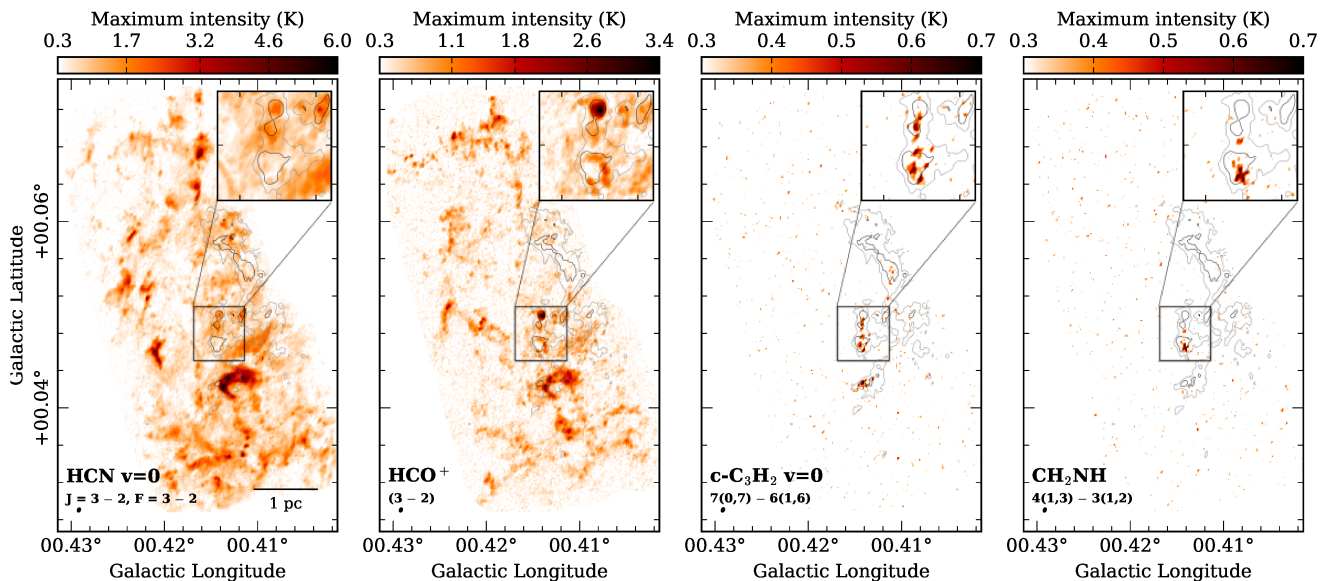 Maximum intensity (K) Maximum intensity (K) Maximum intensity (K) Maximum intensity (K)
0.3 1.7 3.2 4.6 6.0 0.3 1.1 1.8 2.6 3.4 0.3 0.4 0.5 0.6 0.7 0.3 0.4 0.5 0.6 0.7
Galactic Latitude
+00.06°
+00.04°
HCN v=0 HCO⁺ c-C₃H₂ v=0 CH₂NH
J = 3 − 2, F = 3 − 2 (3 − 2) 7(0,7) − 6(1,6) 4(1,3) − 3(1,2)
1 pc
00.43° 00.42 00.41 00.43° 00.42 00.41 00.43° 00.42 00.41 00.43° 00.42 00.41
Galactic Longitude Galactic Longitude Galactic Longitude Galactic Longitude